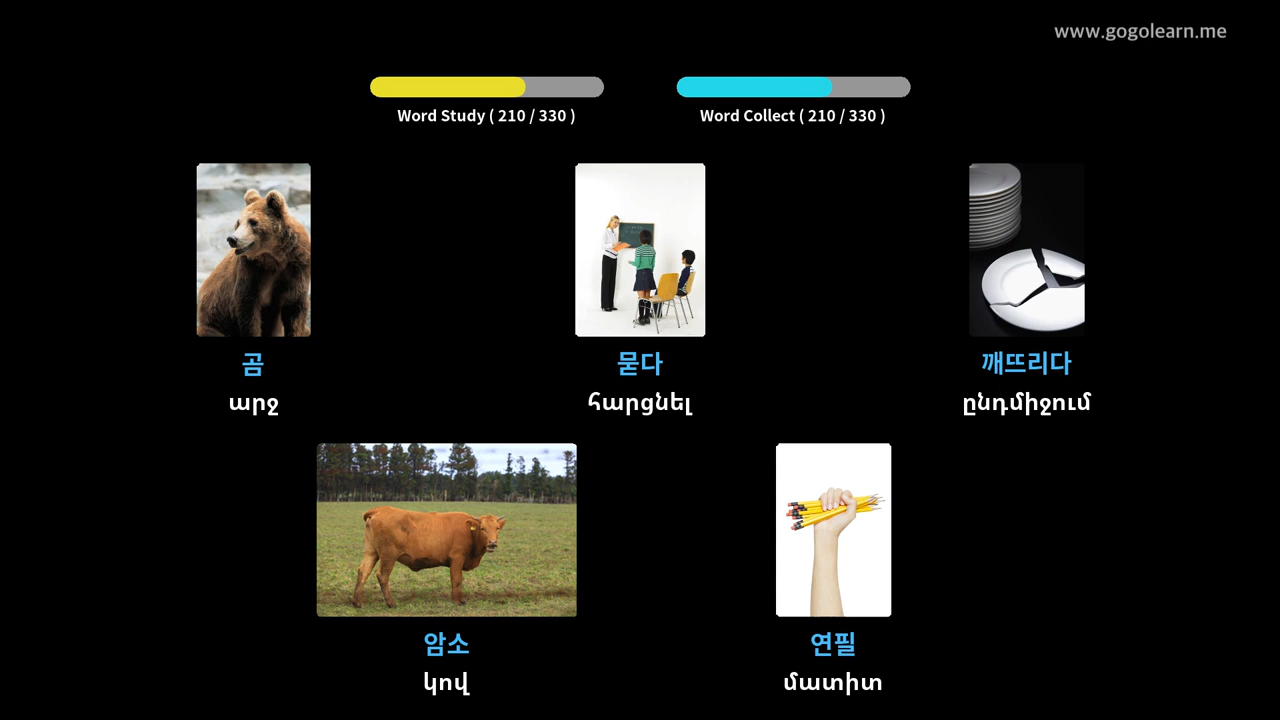 www.gogolearn.me
Word Study ( 210 / 330 )
Word Collect ( 210 / 330 )
곰
묻다
깨뜨리다
արջ
հարցնել
ընդմիջում
암소
연필
կով
մատիտ